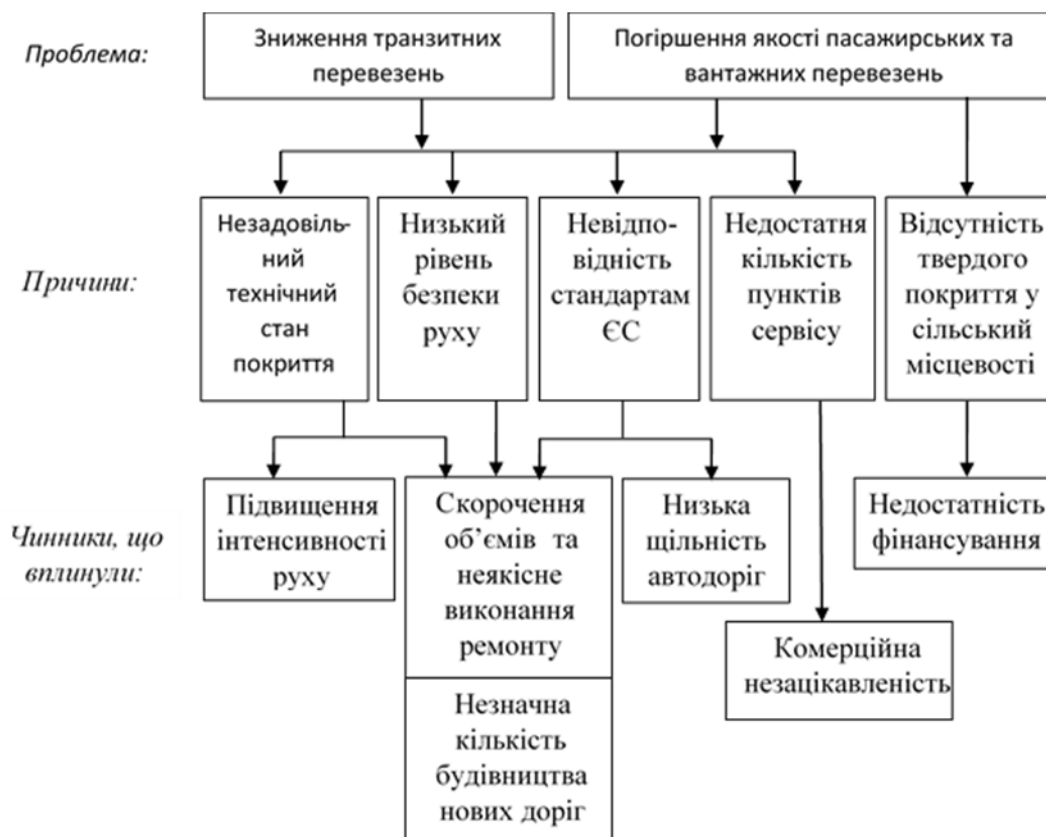 Проблема:
Зниження транзитних
перевезень
Погіршення якості пасажирських та
вантажних перевезень
Причини:
Незадовіль-
ний
технічний
стан
покриття
Низький
рівень
безпеки
руху
Невідпо-
відність
стандартам
ЄС
Недостатня
кількість
пунктів
сервісу
Відсутність
твердого
покриття у
сільський
місцевості
Чинники, що
вплинули:
Підвищення
інтенсивності
руху
Скорочення
об’ємів та
неякісне
виконання
ремонту
Незначна
кількість
будівництва
нових доріг
Низька
щільність
автодоріг
Комерційна
незацікавленість
Недостатність
фінансування